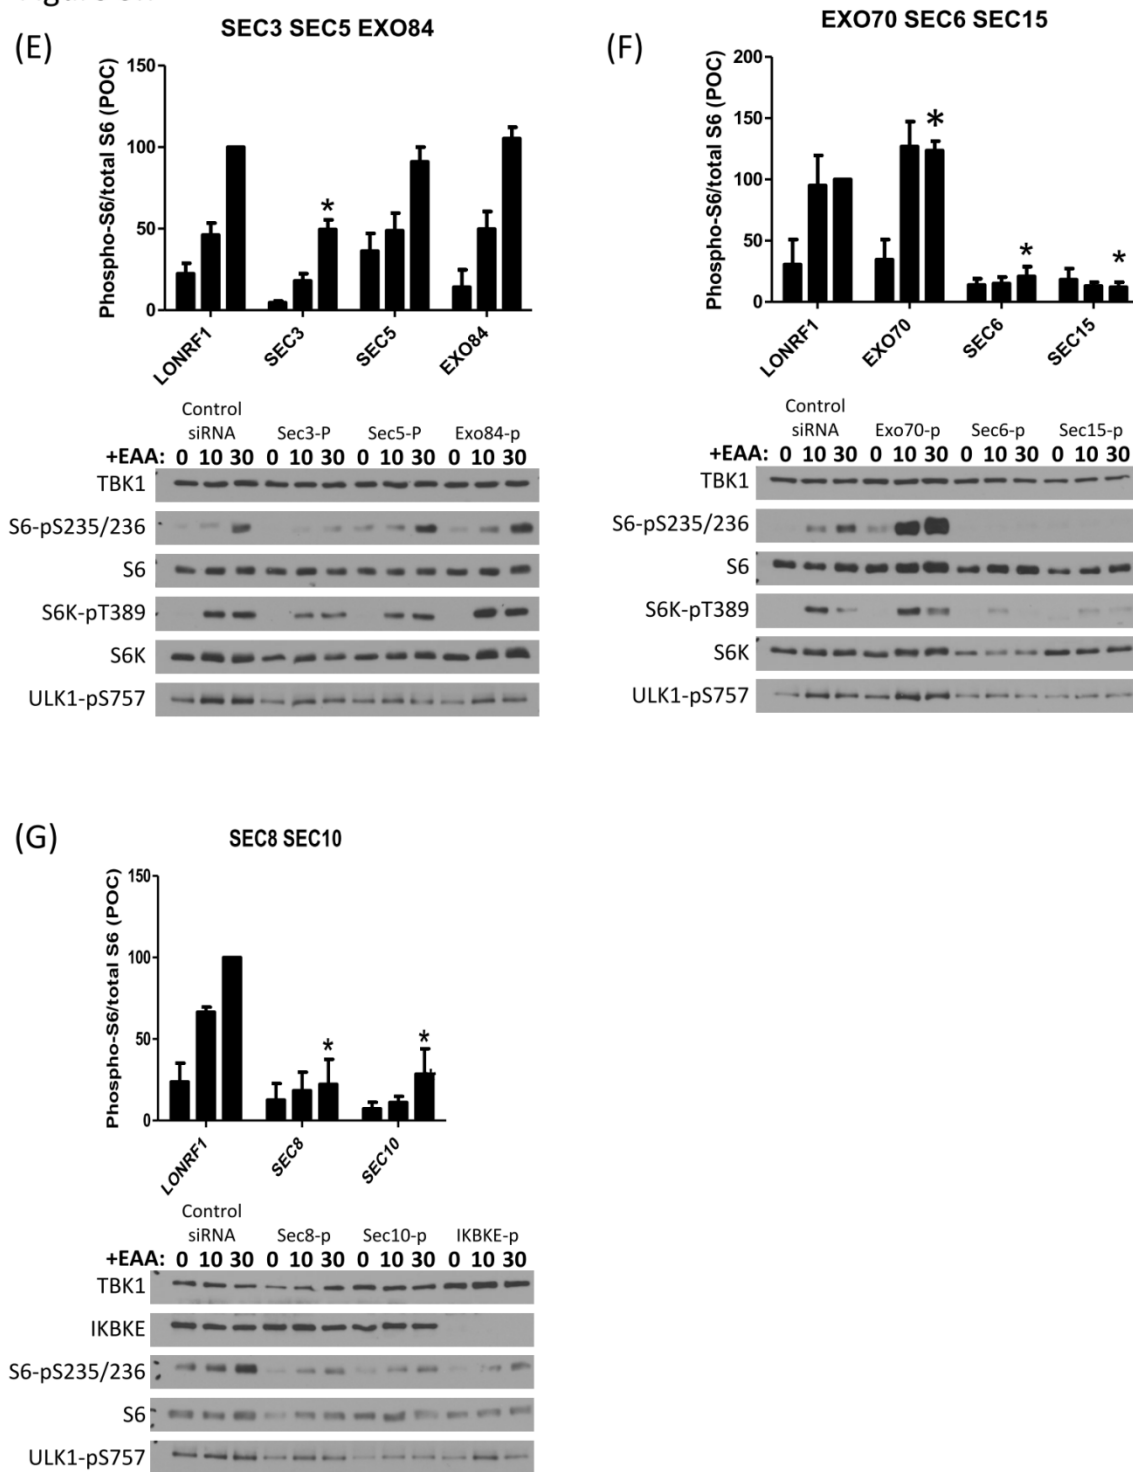 (E)
SEC3 SEC5 EXO84
Phospho-S6/total S6 (POC)
150
100
50
0
*
LONRF1 SEC3 SEC5 EXO84
Control
siRNA Sec3-P Sec5-P Exo84-p
+EAA: 0 10 30 0 10 30 0 10 30 0 10 30
TBK1
S6-pS235/236
S6
S6K-pT389
S6K
ULK1-pS757
(F)
EXO70 SEC6 SEC15
Phospho-S6/total S6 (POC)
200
150
100
50
0
* * *
LONRF1 EXO70 SEC6 SEC15
Control
siRNA Exo70-p Sec6-p Sec15-p
+EAA: 0 10 30 0 10 30 0 10 30 0 10 30
TBK1
S6-pS235/236
S6
S6K-pT389
S6K
ULK1-pS757
(G)
SEC8 SEC10
Phospho-S6/total S6 (POC)
150
100
50
0
* *
LONRF1 SEC8 SEC10
Control
siRNA Sec8-p Sec10-p IKBKE-p
+EAA: 0 10 30 0 10 30 0 10 30 0 10 30
TBK1
IKBKE
S6-pS235/236
S6
ULK1-pS757